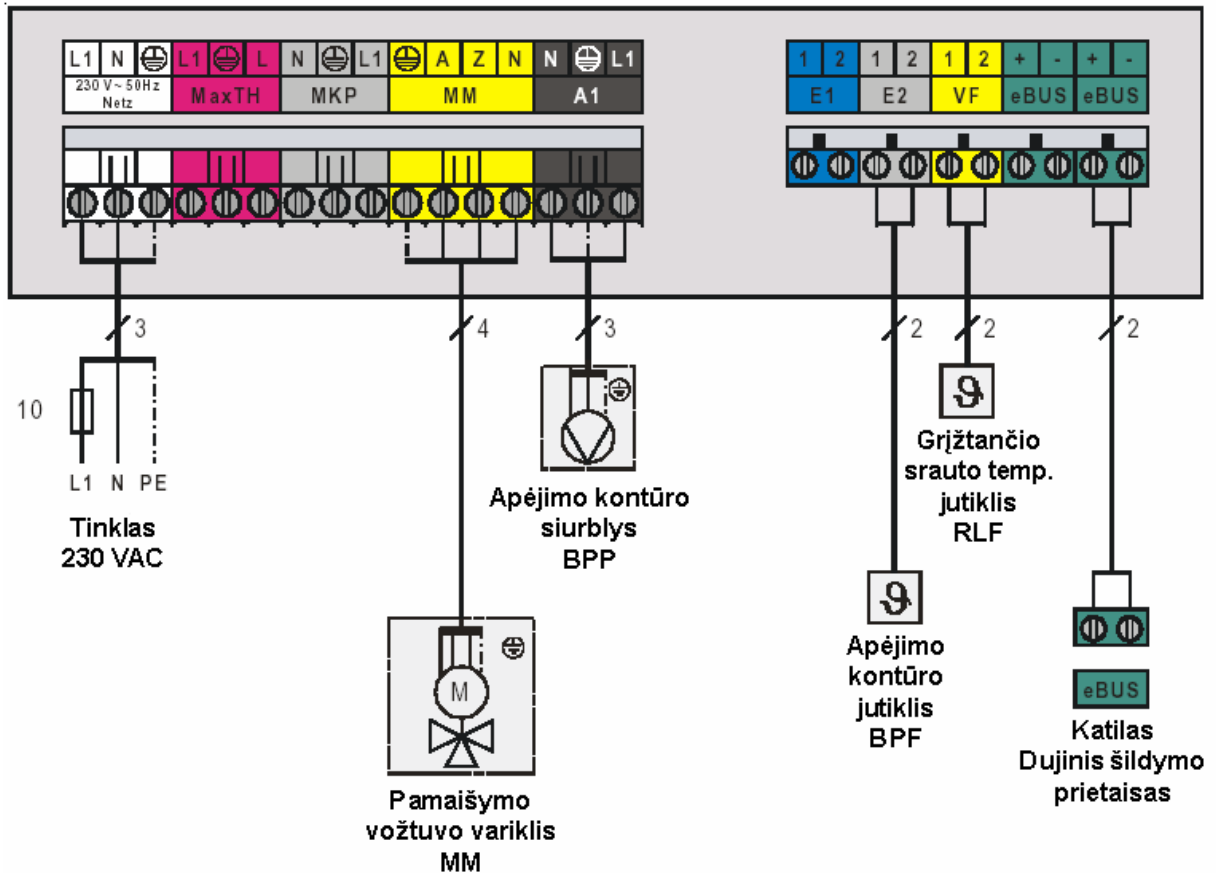 L1 N L1 L N L1 A Z N N L1
230 V~ 50Hz
Netz
MaxTH MKP MM A1
1 2 1 2 1 2 + - + -
E1 E2 VF eBUS eBUS
3
4
3
2
2
2
10
L1 N PE
Tinklas
230 VAC
Apėjimo kontūro
siurblys
BPP
Grįžtančio
srauto temp.
jutiklis
RLF
M
Pamaišymo
vožtuvo variklis
MM
Apėjimo
kontūro
jutiklis
BPF
eBUS
Katilas
Dujinis šildymo
prietaisas